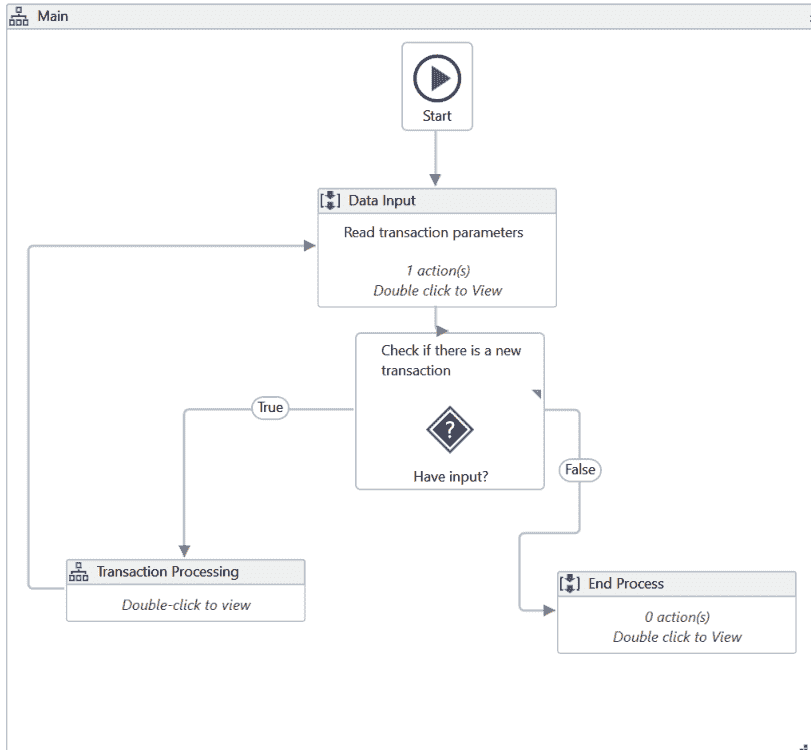 Main
Start
Data Input
Read transaction parameters
1 action(s)
Double click to View
Check if there is a new
transaction
True
?
Have input?
False
Transaction Processing
Double-click to view
End Process
0 action(s)
Double click to View